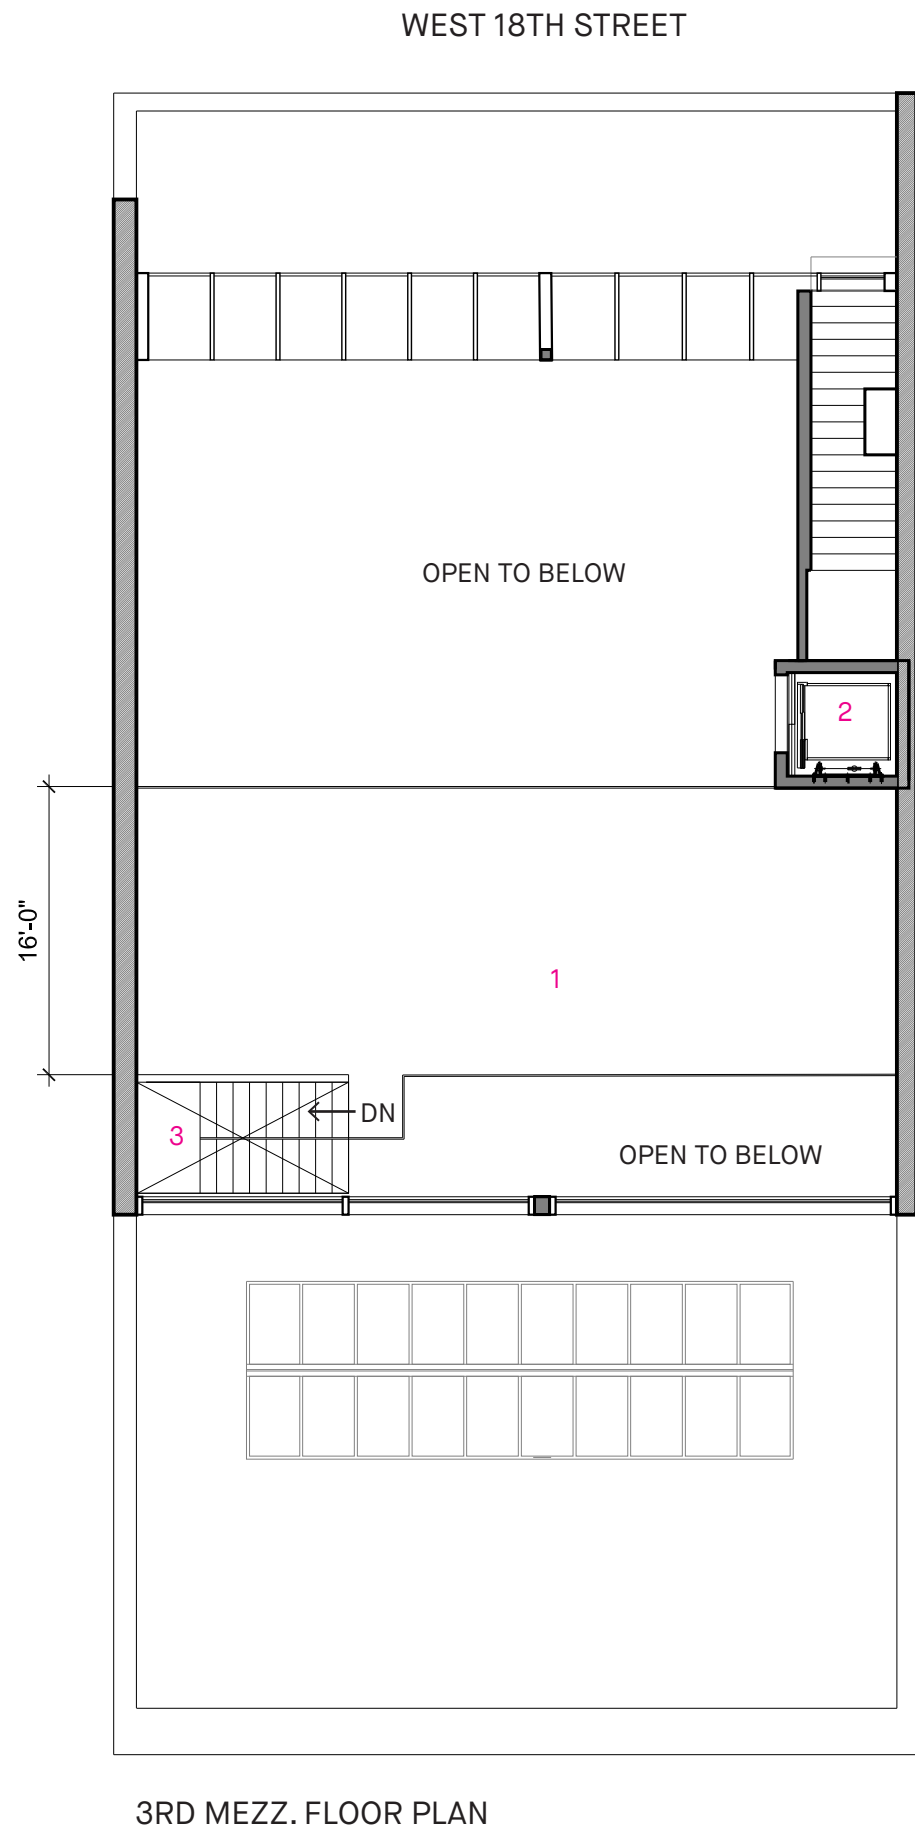 WEST 18TH STREET
OPEN TO BELOW
2
16'-0"
1
DN
3
OPEN TO BELOW
3RD MEZZ. FLOOR PLAN